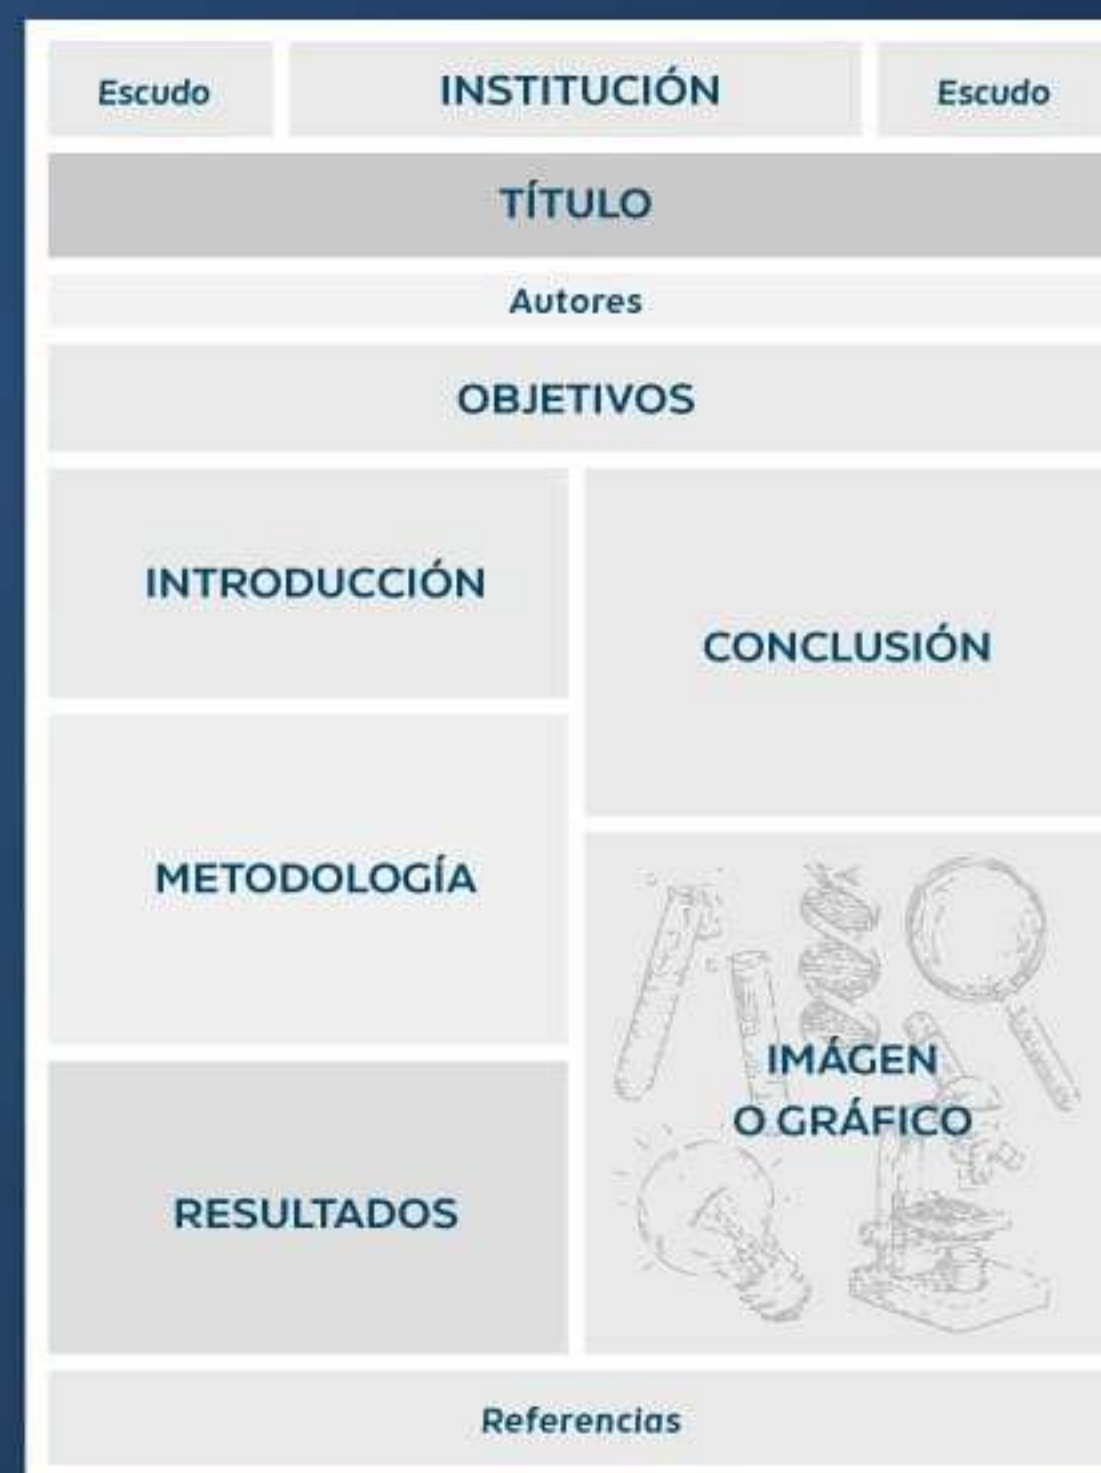 Escudo
INSTITUCIÓN
Escudo
TÍTULO
Autores
OBJETIVOS
INTRODUCCIÓN
METODOLOGÍA
RESULTADOS
CONCLUSIÓN
IMÁGEN
O GRÁFICO
Referencias